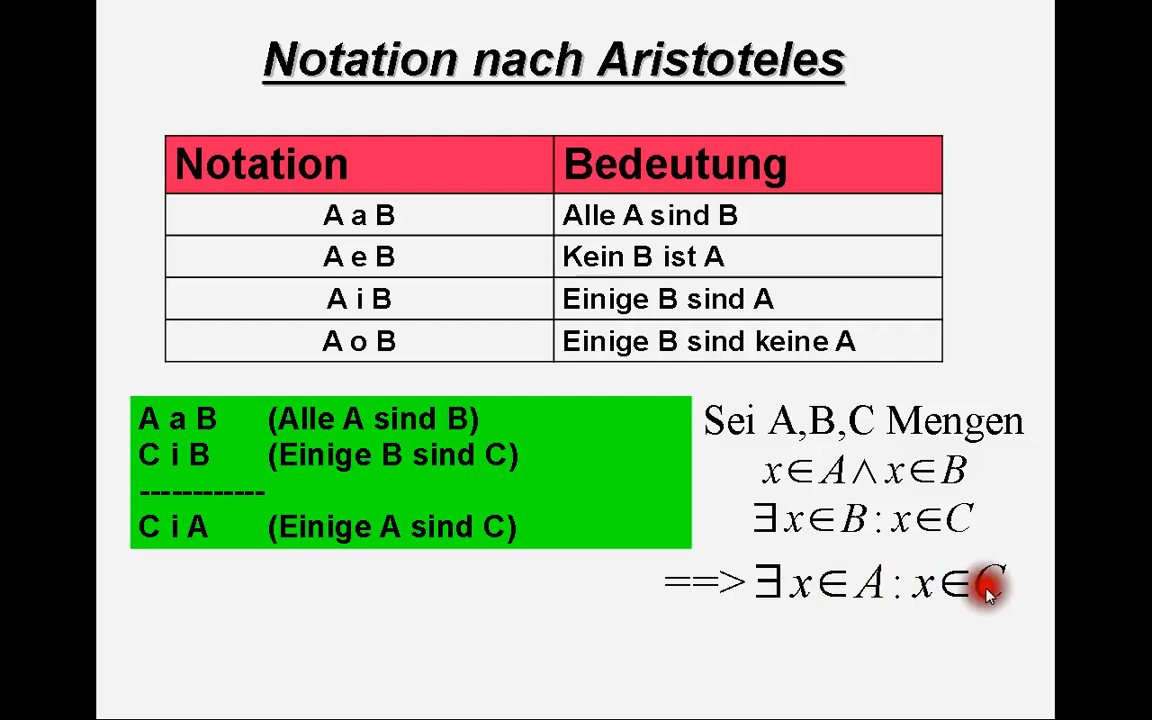 Notation nach Aristoteles
Notation Bedeutung
A a B Alle A sind B
A e B Kein B ist A
A i B Einige B sind A
A o B Einige B sind keine A
A a B (Alle A sind B)
C i B (Einige B sind C)
------------
C i A (Einige A sind C)
Sei A,B,C Mengen
x∈A∧x∈B
∃x∈B:x∈C
==>∃x∈A:x∈C